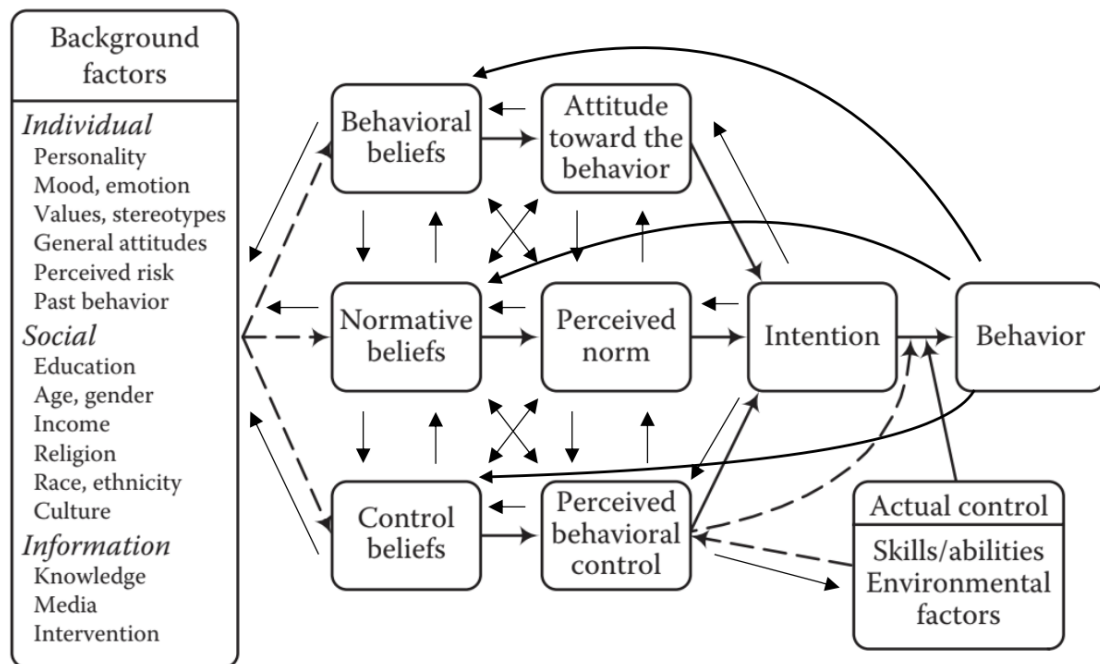 Background
factors
Individual
Personality
Mood, emotion
Values, stereotypes
General attitudes
Perceived risk
Past behavior
Social
Education
Age, gender
Income
Religion
Race, ethnicity
Culture
Information
Knowledge
Media
Intervention
Behavioral
beliefs
Attitude
toward the
behavior
Normative
beliefs
Perceived
norm
Intention
Behavior
Control
beliefs
Perceived
behavioral
control
Actual control
Skills/abilities
Environmental
factors